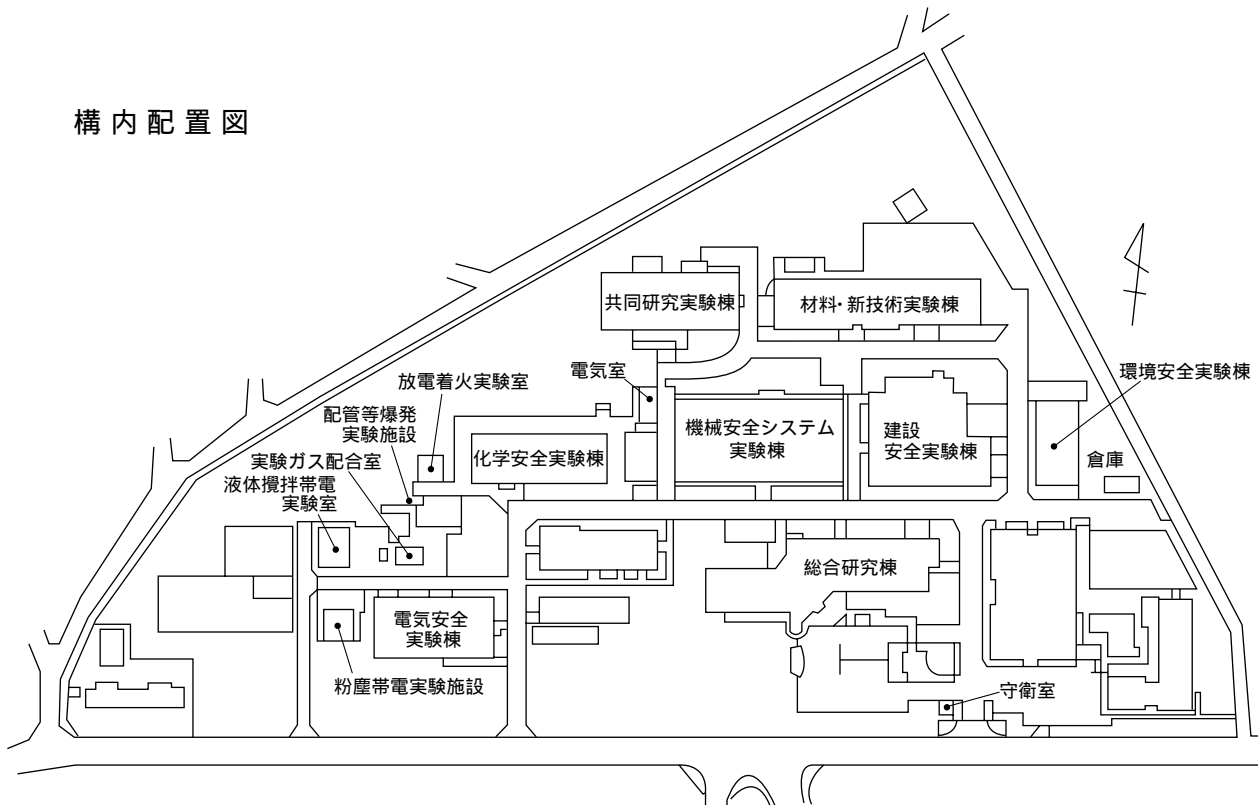 構内配置図
共同研究実験棟
材料・新技術実験棟
電気室
放電着火実験室
環境安全実験棟
配管等爆発
実験施設
機械安全システム
実験棟
建設
安全実験棟
実験ガス配合室
化学安全実験棟
倉庫
液体攪拌帯電
実験室
総合研究棟
電気安全
実験棟
粉塵帯電実験施設
守衛室